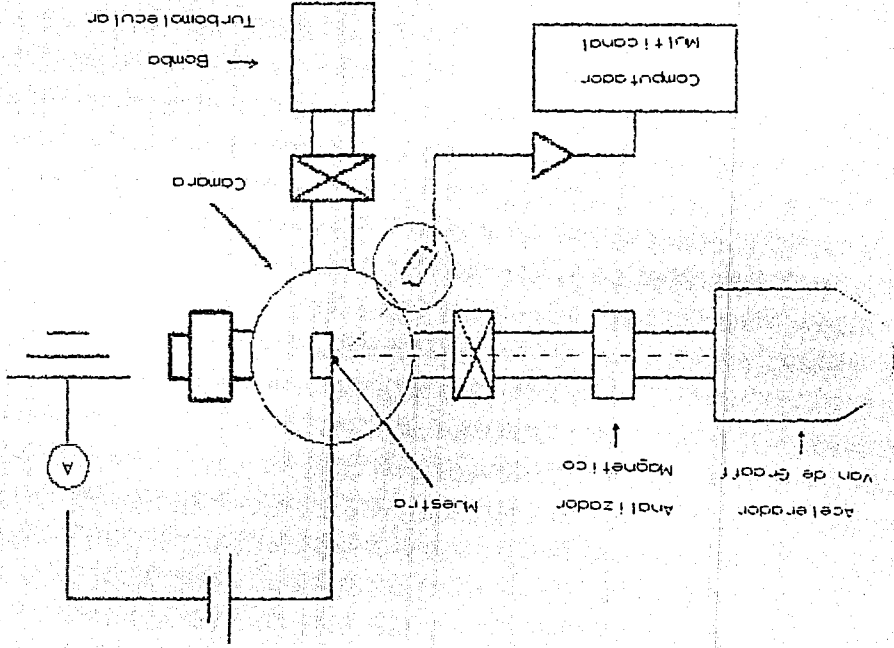 Acelerador
Van de Graaff
Analizador
Magnetico
Muestra
A
Camara
Computador
Multicanal
Bomba
Turbomolecular